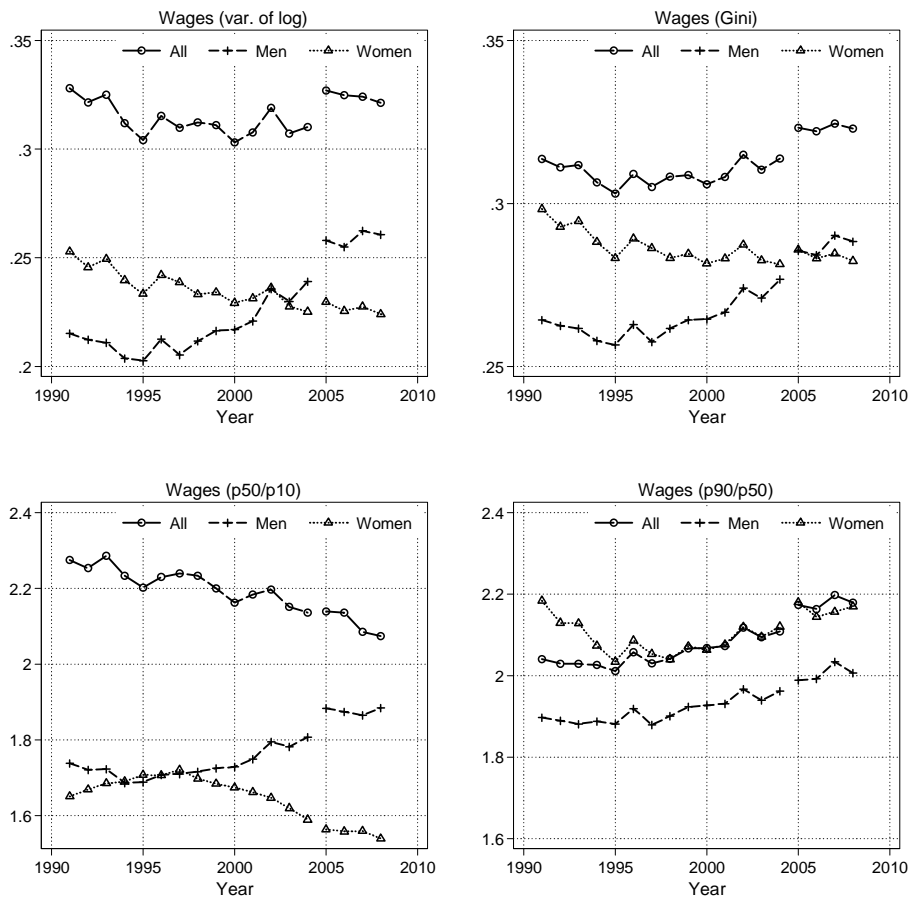 Wages (var. of log)
All Men Women
.35
.3
.25
.2
1990 1995 2000 2005 2010
Year
Wages (Gini)
All Men Women
.35
.3
.25
1990 1995 2000 2005 2010
Year
Wages (p50/p10)
All Men Women
2.4
2.2
2
1.8
1.6
1990 1995 2000 2005 2010
Year
Wages (p90/p50)
All Men Women
2.4
2.2
2
1.8
1.6
1990 1995 2000 2005 2010
Year